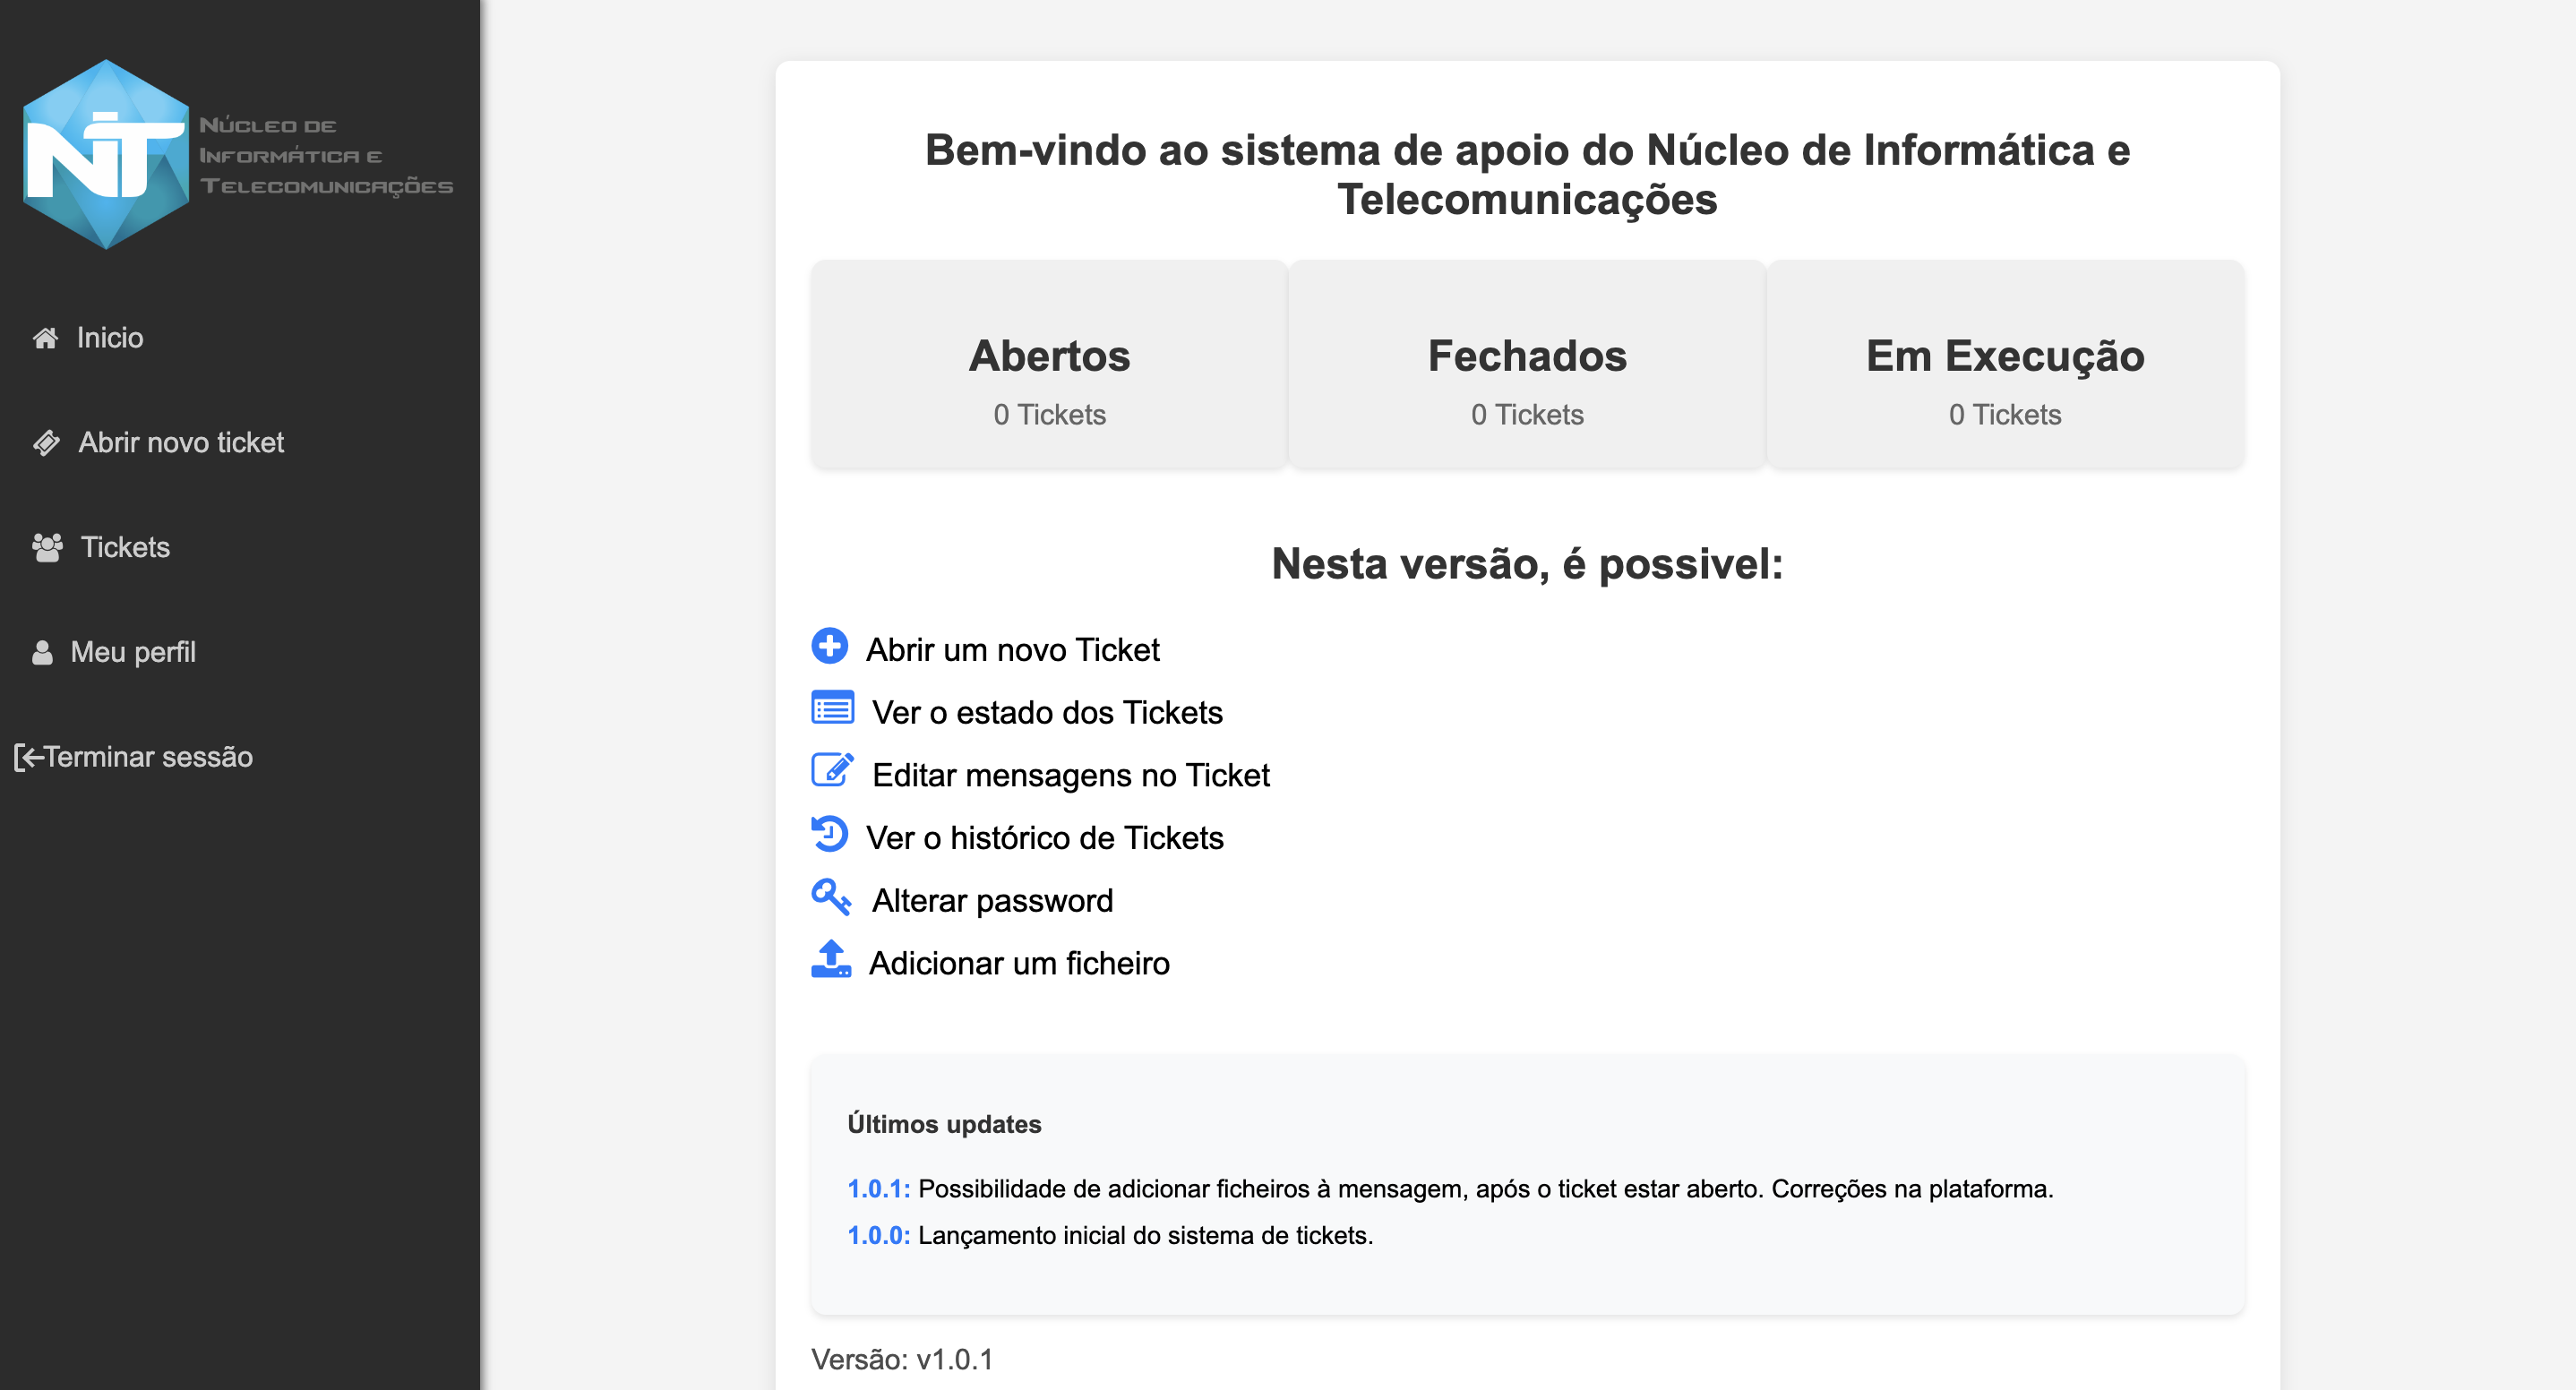 NIT
Núcleo de
Informática e
Telecomunicações
Inicio
Abrir novo ticket
Tickets
Meu perfil
Terminar sessão
Bem-vindo ao sistema de apoio do Núcleo de Informática e
Telecomunicações
Abertos
0 Tickets
Fechados
0 Tickets
Em Execução
0 Tickets
Nesta versão, é possivel:
Abrir um novo Ticket
Ver o estado dos Tickets
Editar mensagens no Ticket
Ver o histórico de Tickets
Alterar password
Adicionar um ficheiro
Últimos updates
1.0.1: Possibilidade de adicionar ficheiros à mensagem, após o ticket estar aberto. Correções na plataforma.
1.0.0: Lançamento inicial do sistema de tickets.
Versão: v1.0.1